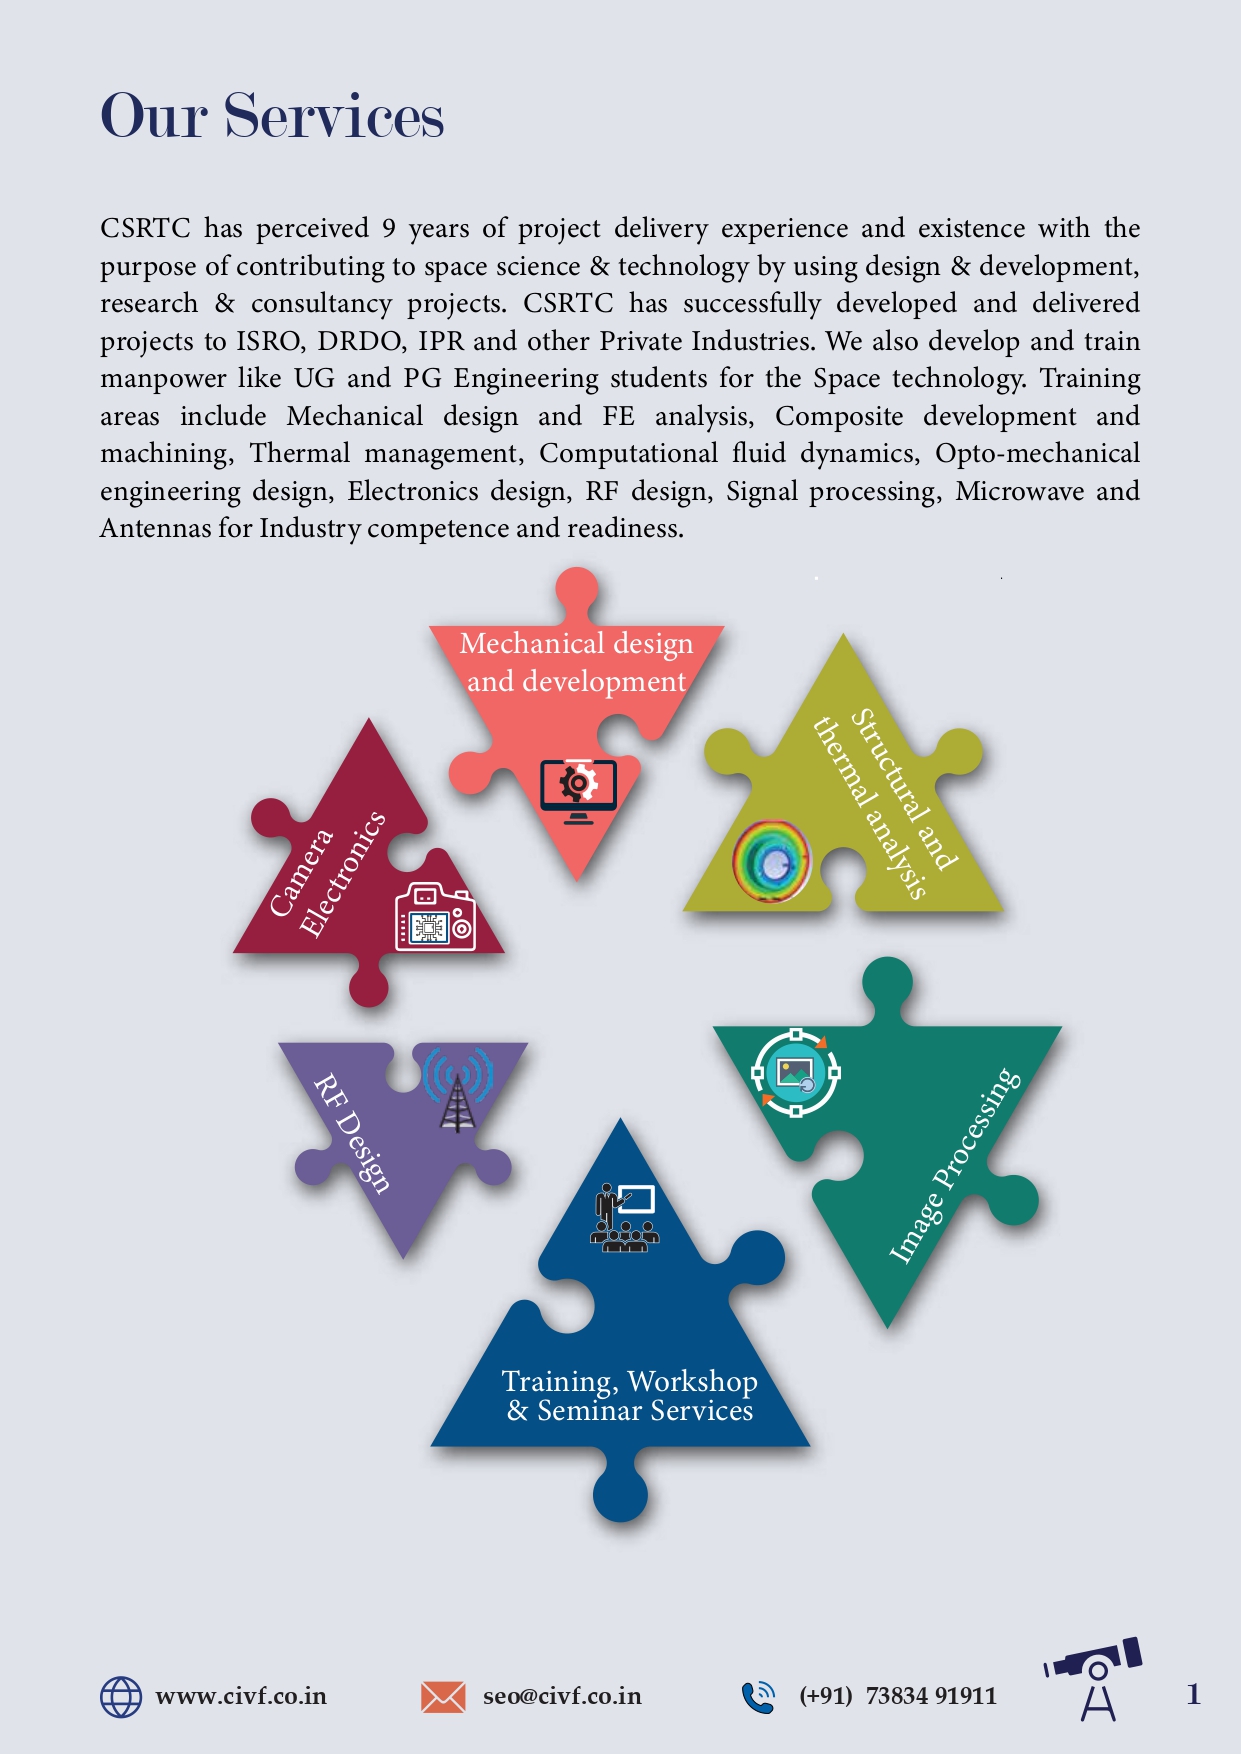 Our Services
CSRTC has perceived 9 years of project delivery experience and existence with the
purpose of contributing to space science & technology by using design & development,
research & consultancy projects. CSRTC has successfully developed and delivered
projects to ISRO, DRDO, IPR and other Private Industries. We also develop and train
manpower like UG and PG Engineering students for the Space technology. Training
areas include Mechanical design and FE analysis, Composite development and
machining, Thermal management, Computational fluid dynamics, Opto-mechanical
engineering design, Electronics design, RF design, Signal processing, Microwave and
Antennas for Industry competence and readiness.
Mechanical design
and development
Structural and
thermal analysis
Camera
Electronics
RF Design
Image Processing
Training, Workshop
& Seminar Services
www.civf.co.in
seo@civf.co.in
(+91) 73834 91911
1